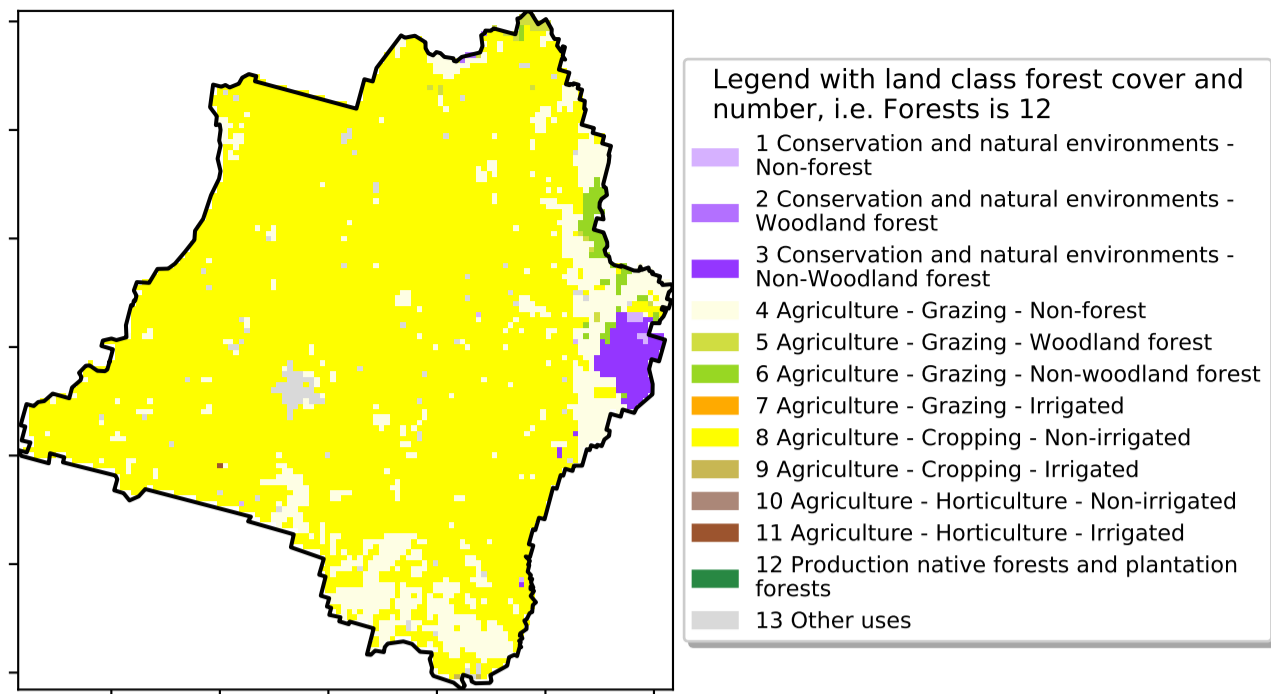 Legend with land class forest cover and
number, i.e. Forests is 12
1 Conservation and natural environments -
Non-forest
2 Conservation and natural environments -
Woodland forest
3 Conservation and natural environments -
Non-Woodland forest
4 Agriculture - Grazing - Non-forest
5 Agriculture - Grazing - Woodland forest
6 Agriculture - Grazing - Non-woodland forest
7 Agriculture - Grazing - Irrigated
8 Agriculture - Cropping - Non-irrigated
9 Agriculture - Cropping - Irrigated
10 Agriculture - Horticulture - Non-irrigated
11 Agriculture - Horticulture - Irrigated
12 Production native forests and plantation
forests
13 Other uses